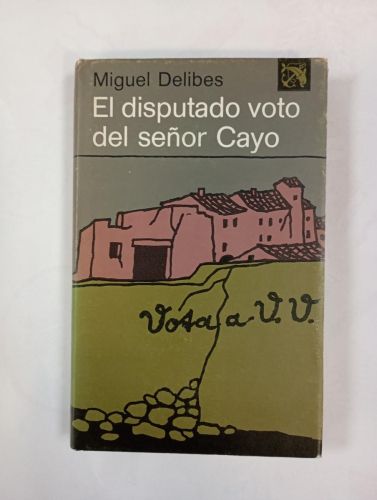 Miguel Delibes
El disputado voto
del señor Cayo
Vota a V. V.